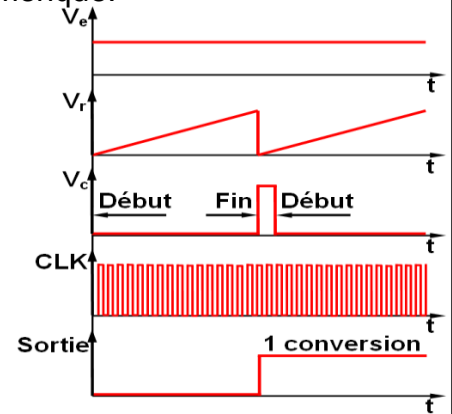 Ve
t
Vr
t
Vc
Début Fin Début
t
CLK
t
Sortie
1 conversion
t